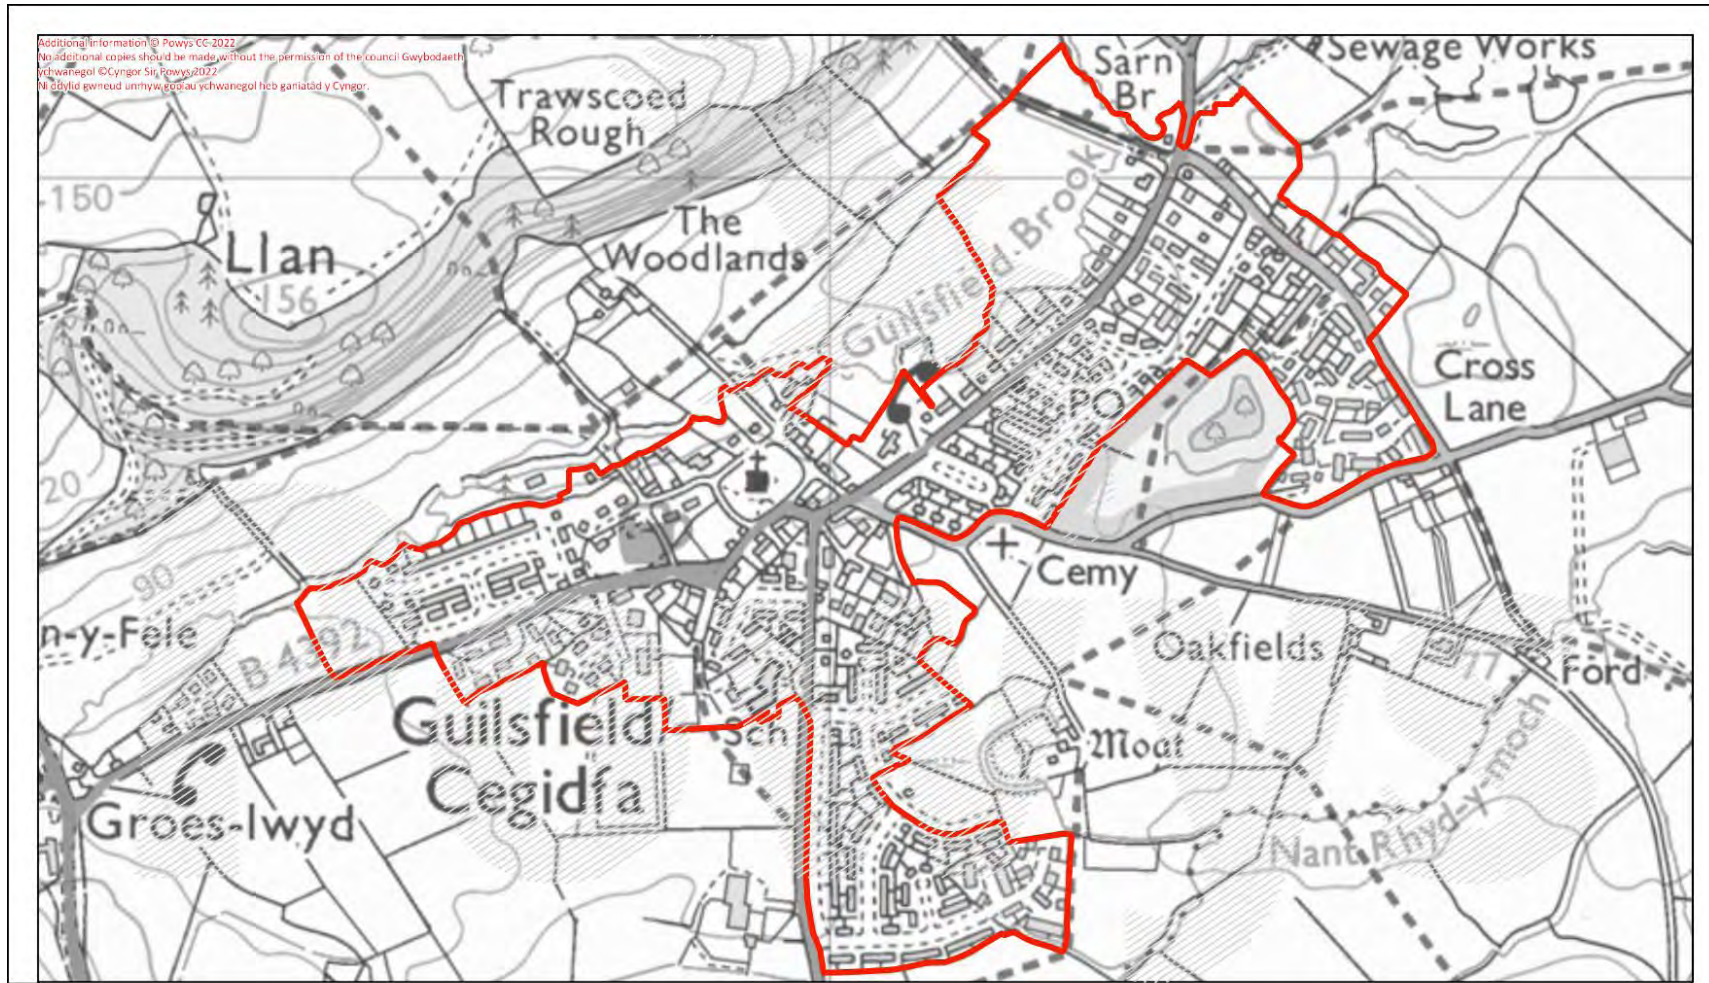 Additional information © Powys CC 2022
No additional copies should be made without the permission of the council Gwybodaeth
ychwanegol ©Cyngor Sir Powys 2022
Ni ddylid gwneud unrhyw gopïau ychwanegol heb ganiatâd y Cyngor.
Sarn
Br
Sewage Works
Trawscoed
Rough
150
The
Woodlands
Llan
156
Guilsfield Brook
Cross
Lane
PO
20
90
Cemy
n-y-Fele
B 4392
Oakfields
77
Ford
Guilsfield
Cegidfa
Sch
Moat
Groes-lwyd
Nant Rhyd-y-moch